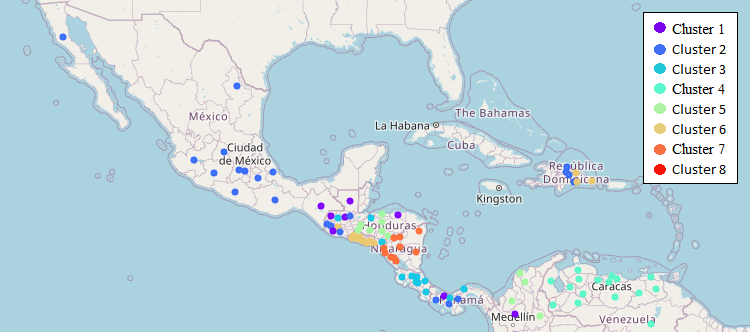 Cluster 1
Cluster 2
Cluster 3
Cluster 4
Cluster 5
Cluster 6
Cluster 7
Cluster 8
México
Ciudad
de México
La Habana
The Bahamas
Cuba
Kingston
República
Dominicana
Honduras
Nicaragua
Panamá
Caracas
Medellín
Venezuela